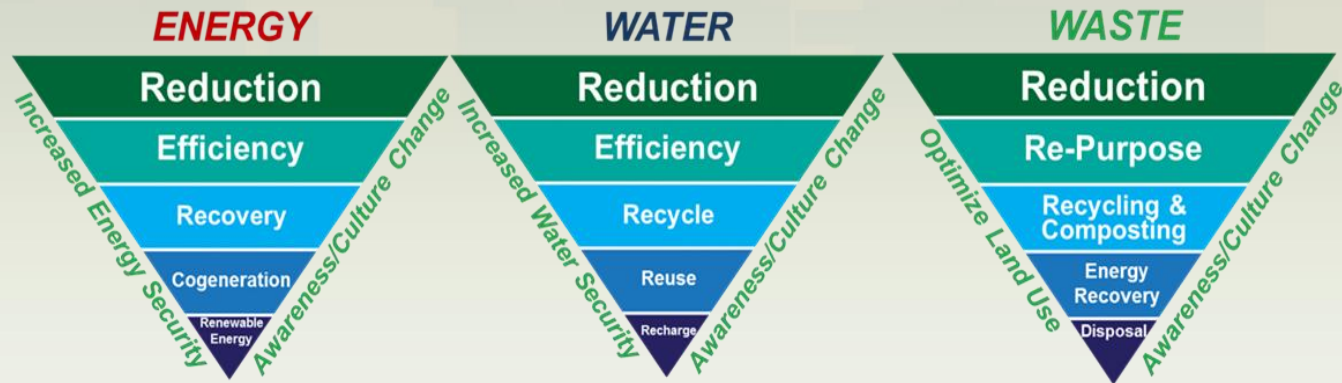 ENERGY
Reduction
Efficiency
Recovery
Cogeneration
Renewable
Energy
Increased Energy Security
Awareness/Culture Change
WATER
Reduction
Efficiency
Recycle
Reuse
Recharge
Increased Water Security
Awareness/Culture Change
WASTE
Reduction
Re-Purpose
Recycling &
Composting
Energy
Recovery
Disposal
Optimize Land Use
Awareness/Culture Change